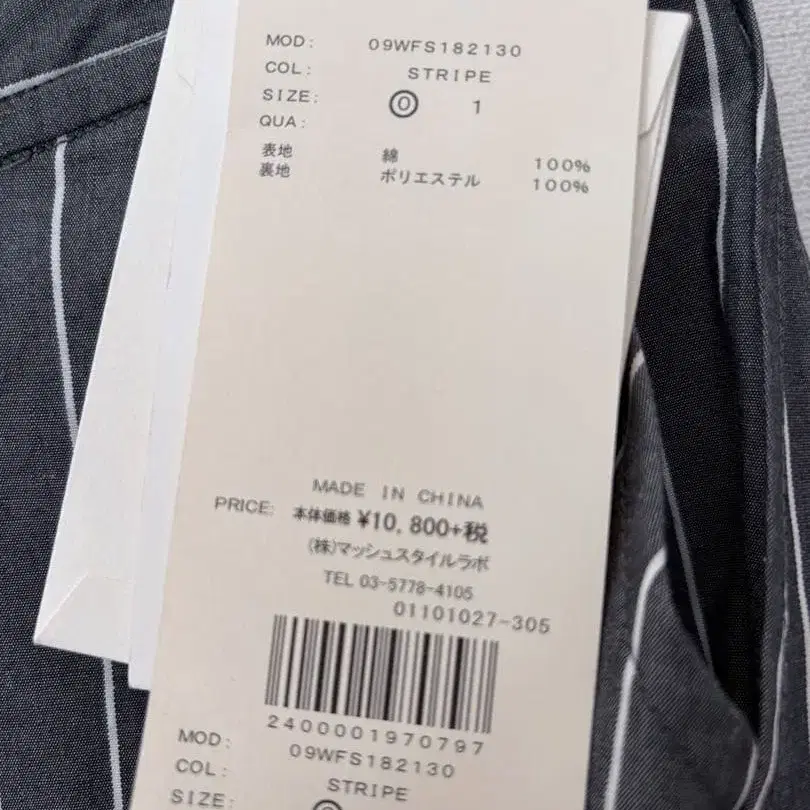 MOD: 09WFS182130
COL: STRIPE
SIZE: 0 1
QUA:
表地 綿 100%
裏地 ポリエステル 100%
MADE IN CHINA
PRICE: 本体価格 ¥10,800+税
(株)マッシュスタイルラボ
TEL 03-5778-4105
01101027-305
2400001970797
MOD: 09WFS182130
COL: STRIPE
SIZE: 0